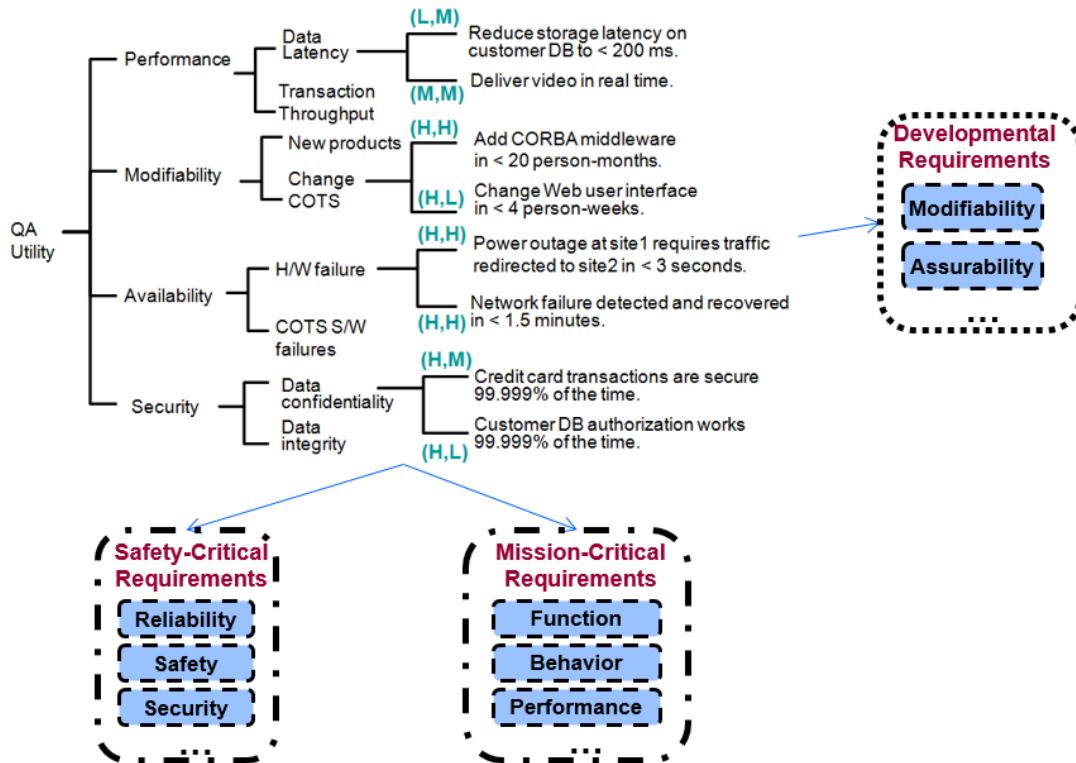 QA
Utility
Performance
Data
Latency
(L,M)
Reduce storage latency on
customer DB to < 200 ms.
Deliver video in real time.
(M,M)
Transaction
Throughput
Modifiability
New products
(H,H)
Add CORBA middleware
in < 20 person-months.
Change
COTS
(H,L)
Change Web user interface
in < 4 person-weeks.
Availability
H/W failure
(H,H)
Power outage at site1 requires traffic
redirected to site2 in < 3 seconds.
Network failure detected and recovered
in < 1.5 minutes.
(H,H)
COTS S/W
failures
Security
Data
confidentiality
(H,M)
Credit card transactions are secure
99.999% of the time.
Data
integrity
Customer DB authorization works
99.999% of the time.
(H,L)
Developmental
Requirements
Modifiability
Assurability
...
Safety-Critical
Requirements
Reliability
Safety
Security
...
Mission-Critical
Requirements
Function
Behavior
Performance
...